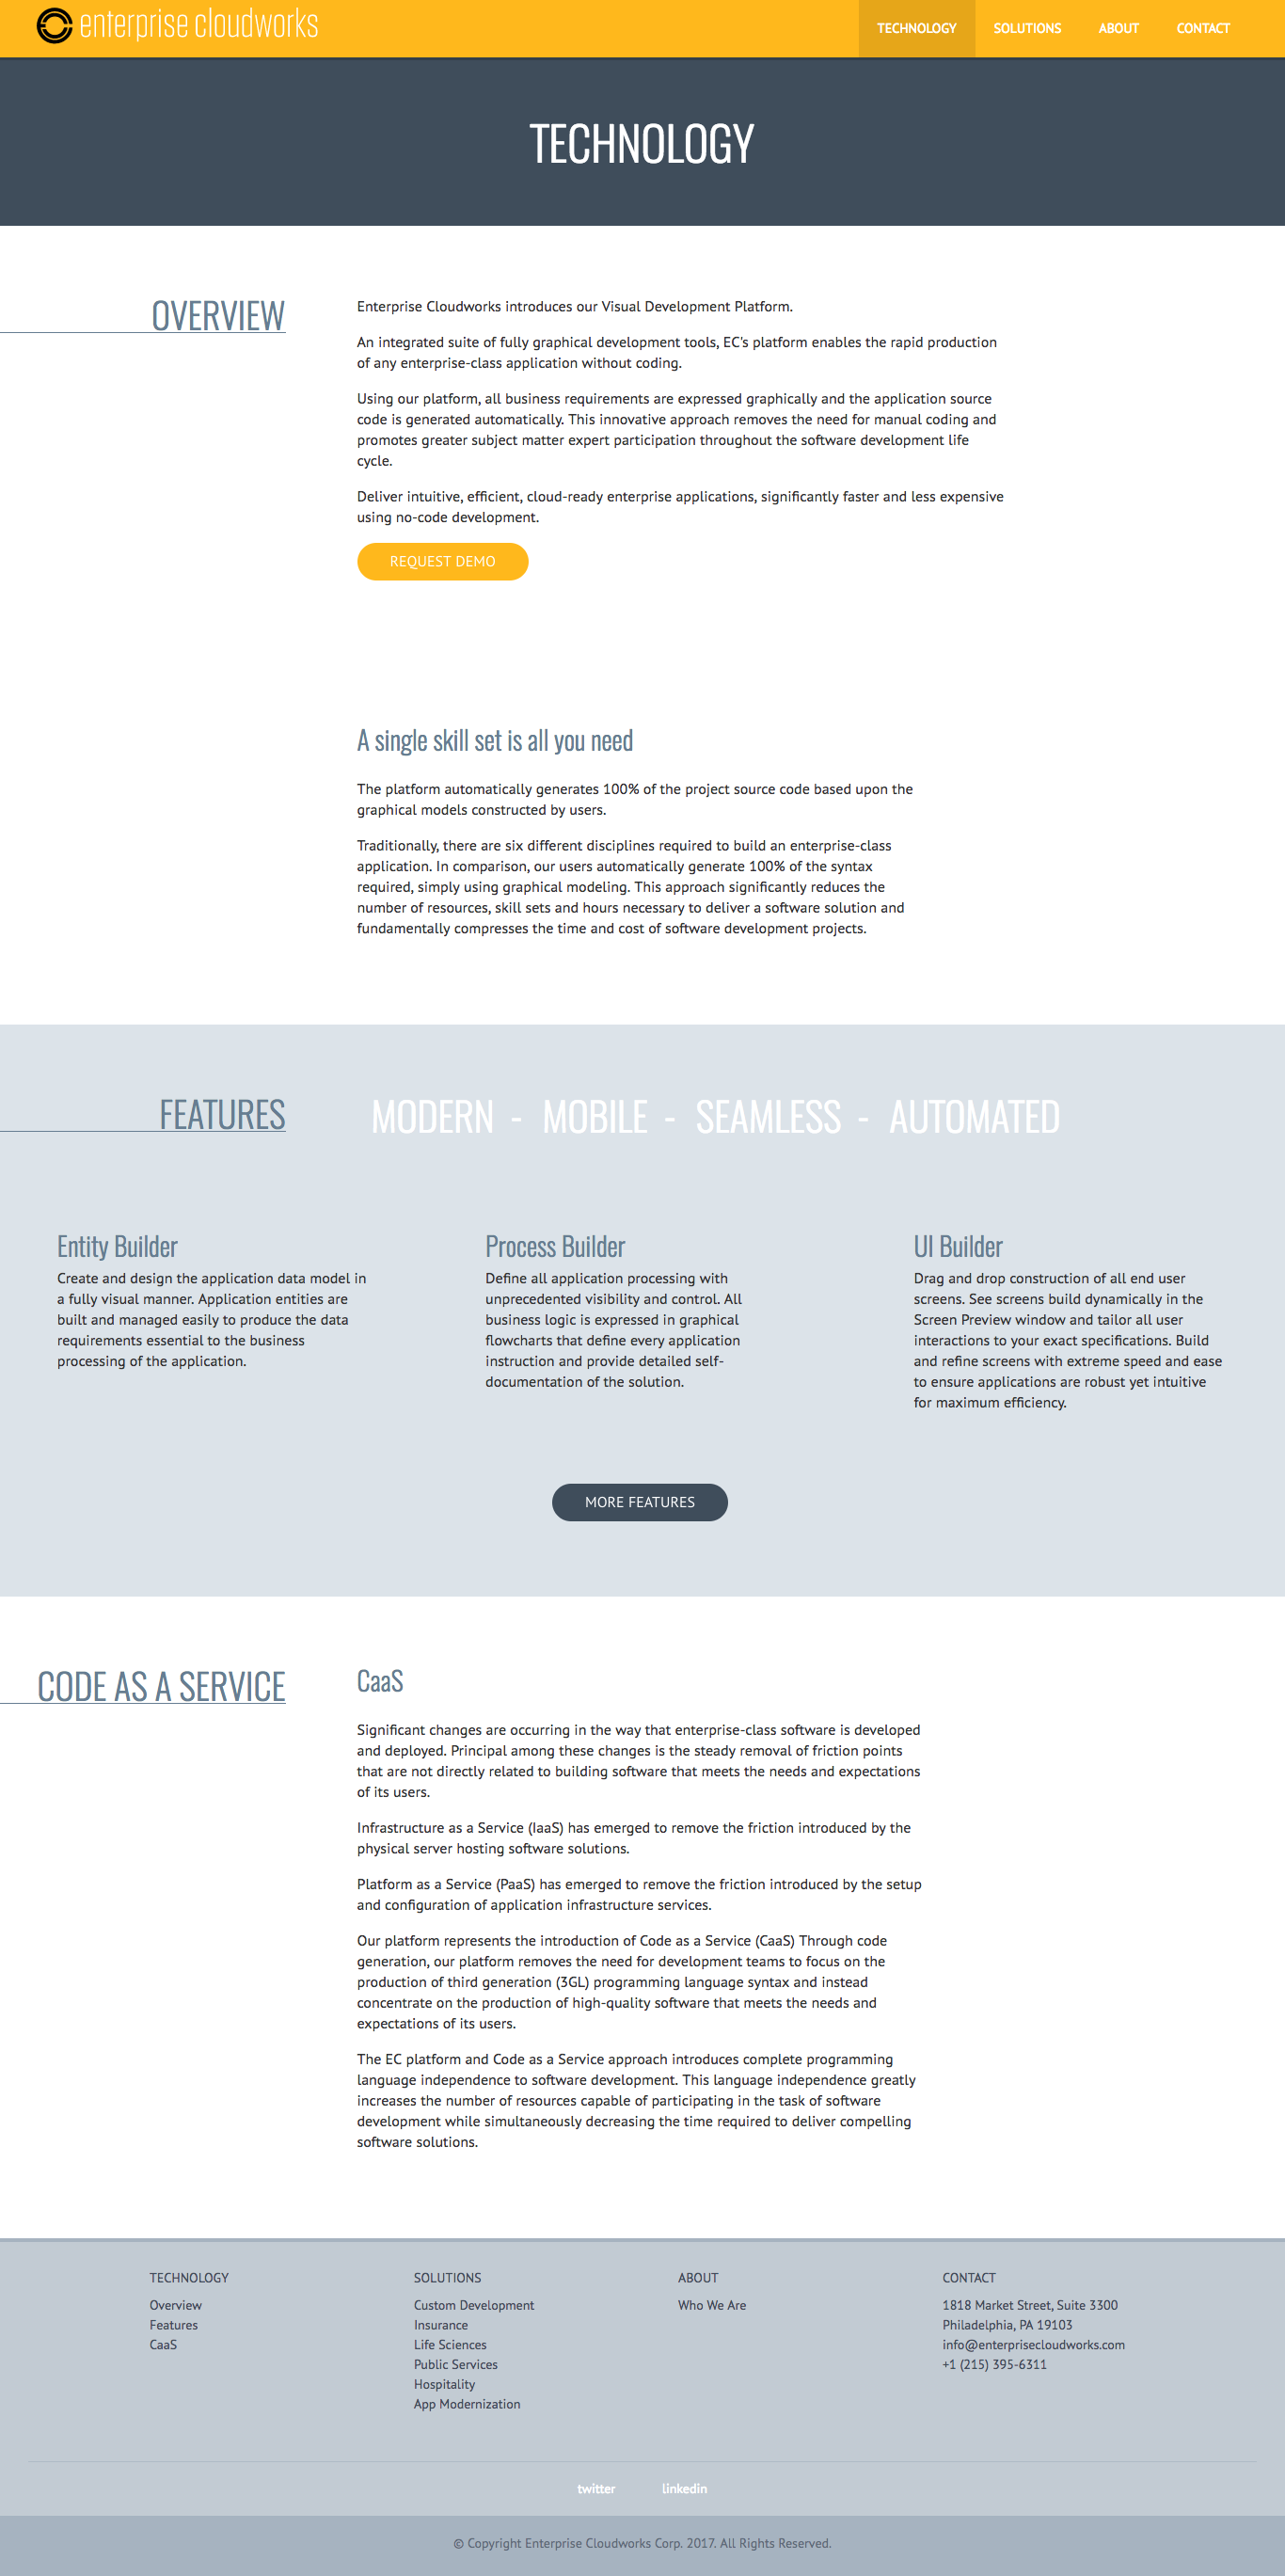 enterprise cloudworks
TECHNOLOGY
SOLUTIONS
ABOUT
CONTACT
TECHNOLOGY
OVERVIEW
Enterprise Cloudworks introduces our Visual Development Platform.
An integrated suite of fully graphical development tools, EC's platform enables the rapid production
of any enterprise-class application without coding.
Using our platform, all business requirements are expressed graphically and the application source
code is generated automatically. This innovative approach removes the need for manual coding and
promotes greater subject matter expert participation throughout the software development life
cycle.
Deliver intuitive, efficient, cloud-ready enterprise applications, significantly faster and less expensive
using no-code development.
REQUEST DEMO
A single skill set is all you need
The platform automatically generates 100% of the project source code based upon the
graphical models constructed by users.
Traditionally, there are six different disciplines required to build an enterprise-class
application. In comparison, our users automatically generate 100% of the syntax
required, simply using graphical modeling. This approach significantly reduces the
number of resources, skill sets and hours necessary to deliver a software solution and
fundamentally compresses the time and cost of software development projects.
FEATURES
MODERN - MOBILE - SEAMLESS - AUTOMATED
Entity Builder
Create and design the application data model in
a fully visual manner. Application entities are
built and managed easily to produce the data
requirements essential to the business
processing of the application.
Process Builder
Define all application processing with
unprecedented visibility and control. All
business logic is expressed in graphical
flowcharts that define every application
instruction and provide detailed self-
documentation of the solution.
UI Builder
Drag and drop construction of all end user
screens. See screens build dynamically in the
Screen Preview window and tailor all user
interactions to your exact specifications. Build
and refine screens with extreme speed and ease
to ensure applications are robust yet intuitive
for maximum efficiency.
MORE FEATURES
CODE AS A SERVICE
CaaS
Significant changes are occurring in the way that enterprise-class software is developed
and deployed. Principal among these changes is the steady removal of friction points
that are not directly related to building software that meets the needs and expectations
of its users.
Infrastructure as a Service (IaaS) has emerged to remove the friction introduced by the
physical server hosting software solutions.
Platform as a Service (PaaS) has emerged to remove the friction introduced by the setup
and configuration of application infrastructure services.
Our platform represents the introduction of Code as a Service (CaaS) Through code
generation, our platform removes the need for development teams to focus on the
production of third generation (3GL) programming language syntax and instead
concentrate on the production of high-quality software that meets the needs and
expectations of its users.
The EC platform and Code as a Service approach introduces complete programming
language independence to software development. This language independence greatly
increases the number of resources capable of participating in the task of software
development while simultaneously decreasing the time required to deliver compelling
software solutions.
TECHNOLOGY
Overview
Features
CaaS
SOLUTIONS
Custom Development
Insurance
Life Sciences
Public Services
Hospitality
App Modernization
ABOUT
Who We Are
CONTACT
1818 Market Street, Suite 3300
Philadelphia, PA 19103
info@enterprisecloudworks.com
+1 (215) 395-6311
twitter
linkedin
© Copyright Enterprise Cloudworks Corp. 2017. All Rights Reserved.